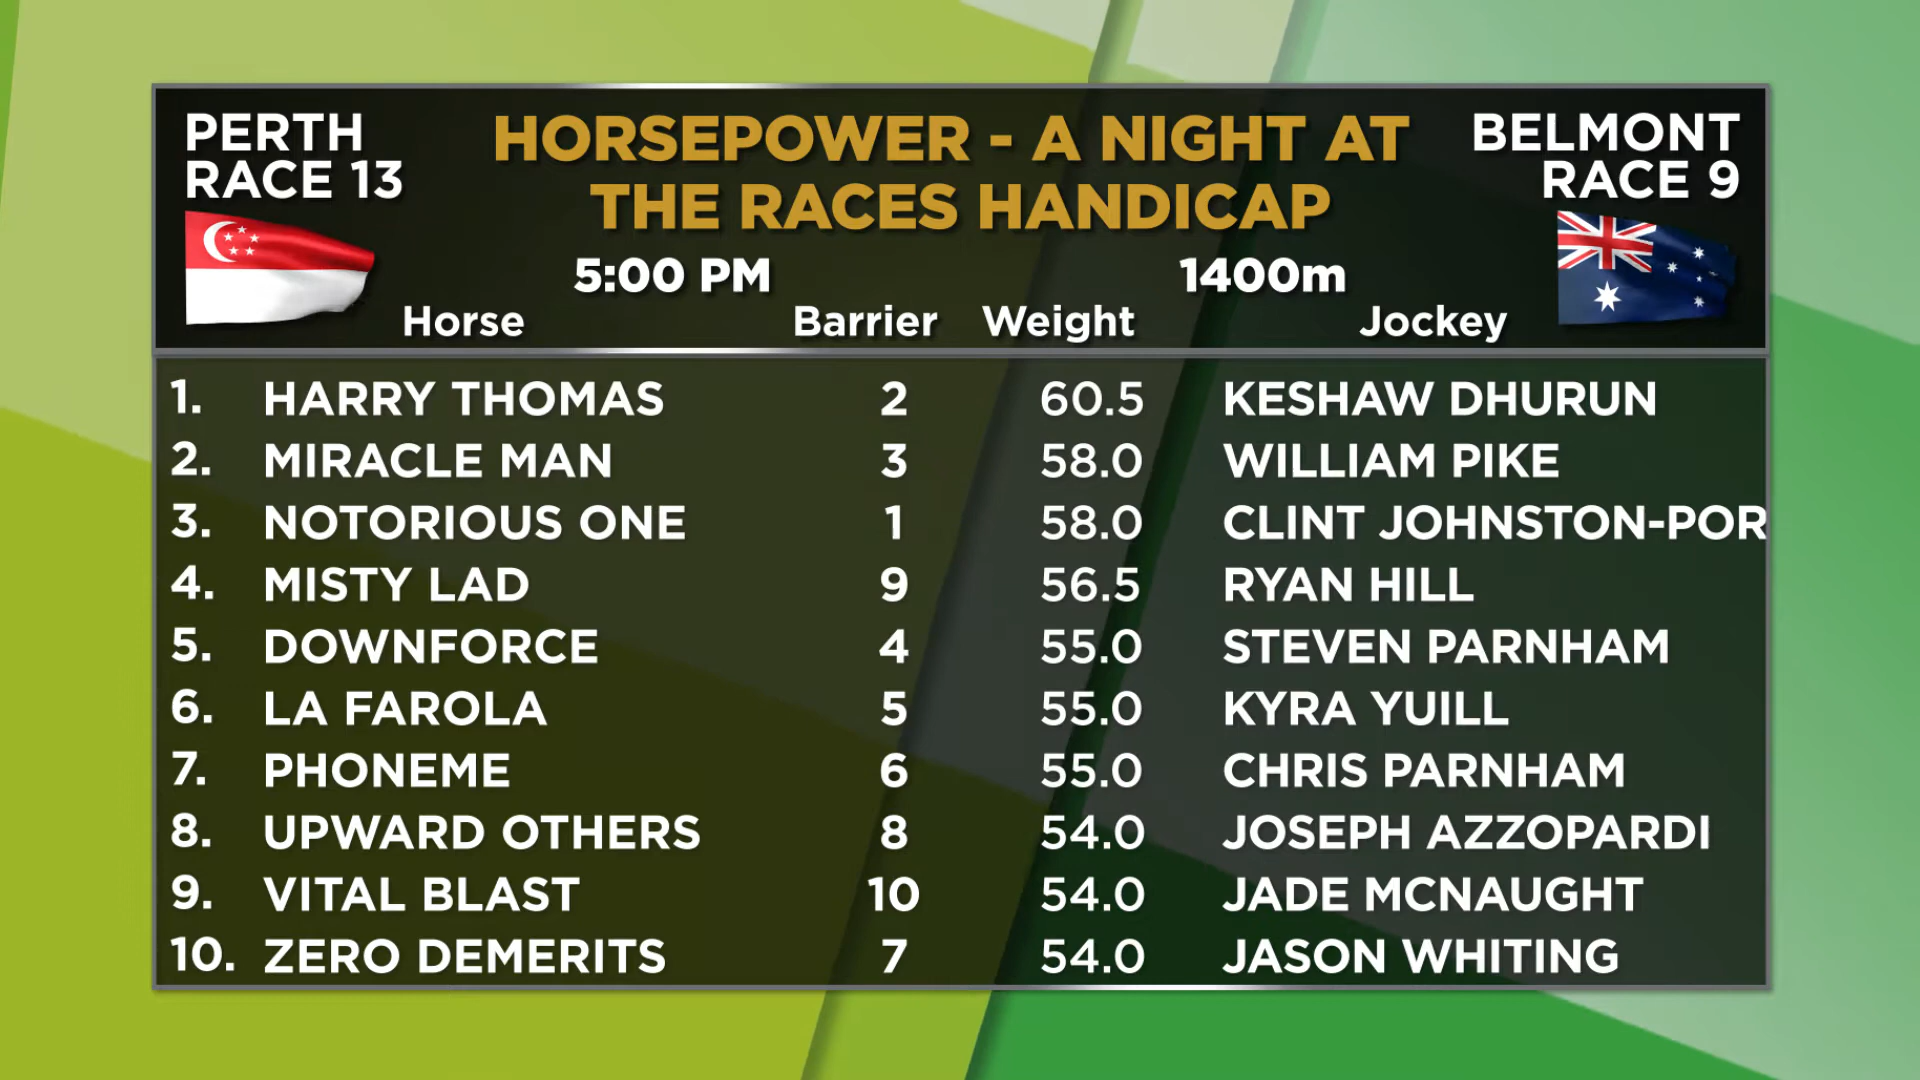 PERTH
RACE 13
HORSEPOWER - A NIGHT AT
THE RACES HANDICAP
BELMONT
RACE 9
5:00 PM 1400m
Horse Barrier Weight Jockey
1. HARRY THOMAS 2 60.5 KESHAW DHURUN
2. MIRACLE MAN 3 58.0 WILLIAM PIKE
3. NOTORIOUS ONE 1 58.0 CLINT JOHNSTON-POR
4. MISTY LAD 9 56.5 RYAN HILL
5. DOWNFORCE 4 55.0 STEVEN PARNHAM
6. LA FAROLA 5 55.0 KYRA YUILL
7. PHONEME 6 55.0 CHRIS PARNHAM
8. UPWARD OTHERS 8 54.0 JOSEPH AZZOPARDI
9. VITAL BLAST 10 54.0 JADE MCNAUGHT
10. ZERO DEMERITS 7 54.0 JASON WHITING